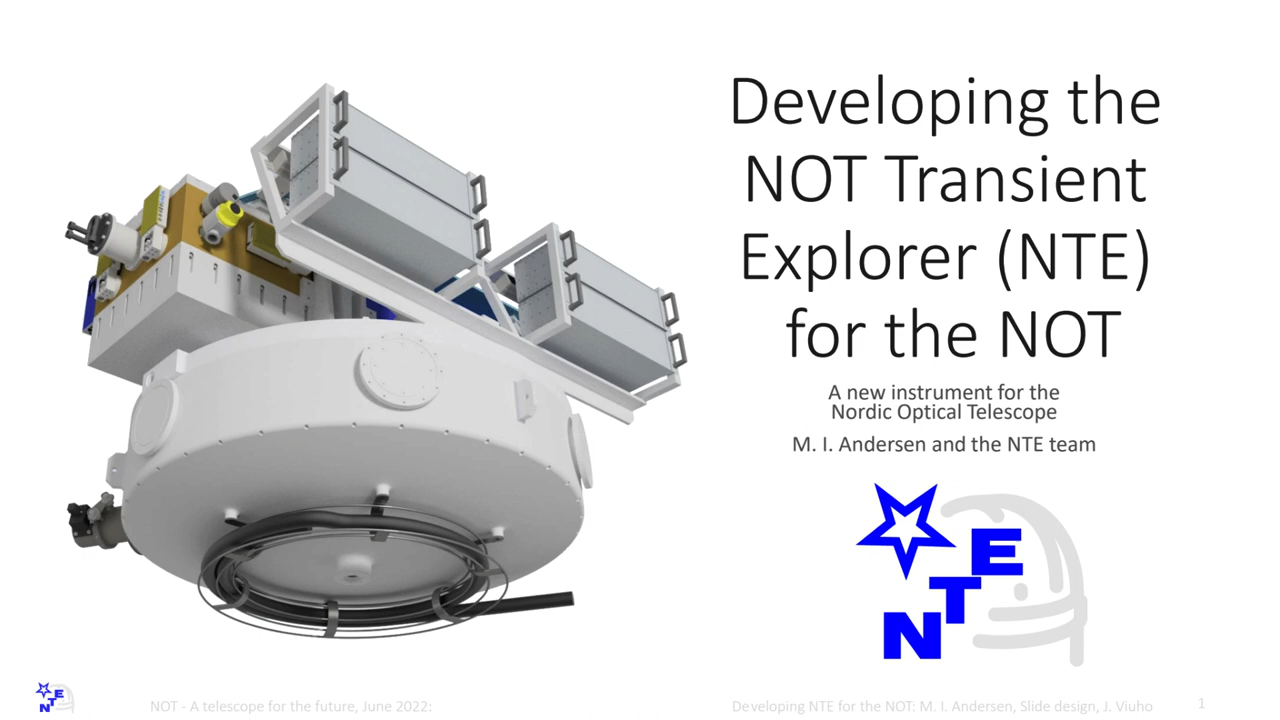 Developing the
NOT Transient
Explorer (NTE)
for the NOT
A new instrument for the
Nordic Optical Telescope
M. I. Andersen and the NTE team
NTE
NTE
NOT - A telescope for the future, June 2022:
Developing NTE for the NOT: M. I. Andersen, Slide design, J. Viuho
1